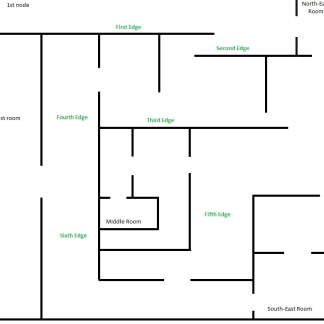 1st node
North-Ea
Room
First Edge
Second Edge
st room
Fourth Edge
Third Edge
Middle Room
Fifth Edge
Sixth Edge
South-East Room